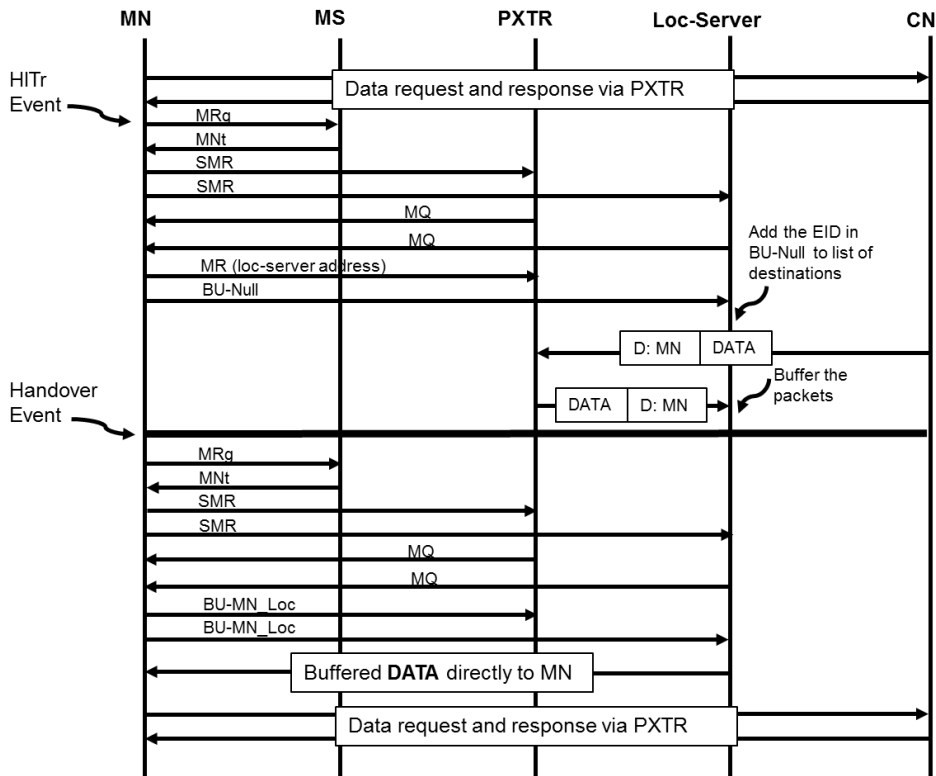 MN MS PXTR Loc-Server CN
HITr
Event
Data request and response via PXTR
MRg
MNt
SMR
SMR
MQ
MQ
Add the EID in
BU-Null to list of
destinations
MR (loc-server address)
BU-Null
D: MN DATA
Buffer the
packets
DATA D: MN
Handover
Event
MRg
MNt
SMR
SMR
MQ
MQ
BU-MN_Loc
BU-MN_Loc
Buffered DATA directly to MN
Data request and response via PXTR